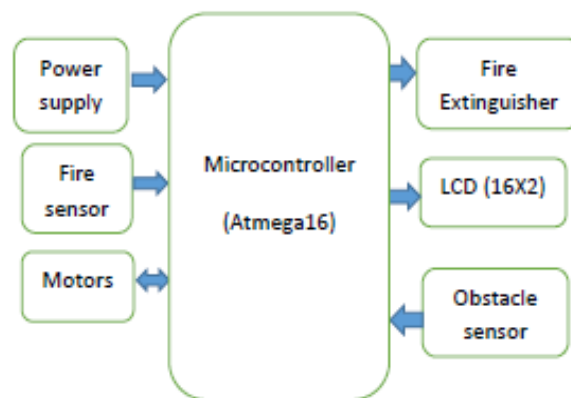 Power
supply
Fire
sensor
Motors
Microcontroller
(Atmega16)
Fire
Extinguisher
LCD (16X2)
Obstacle
sensor